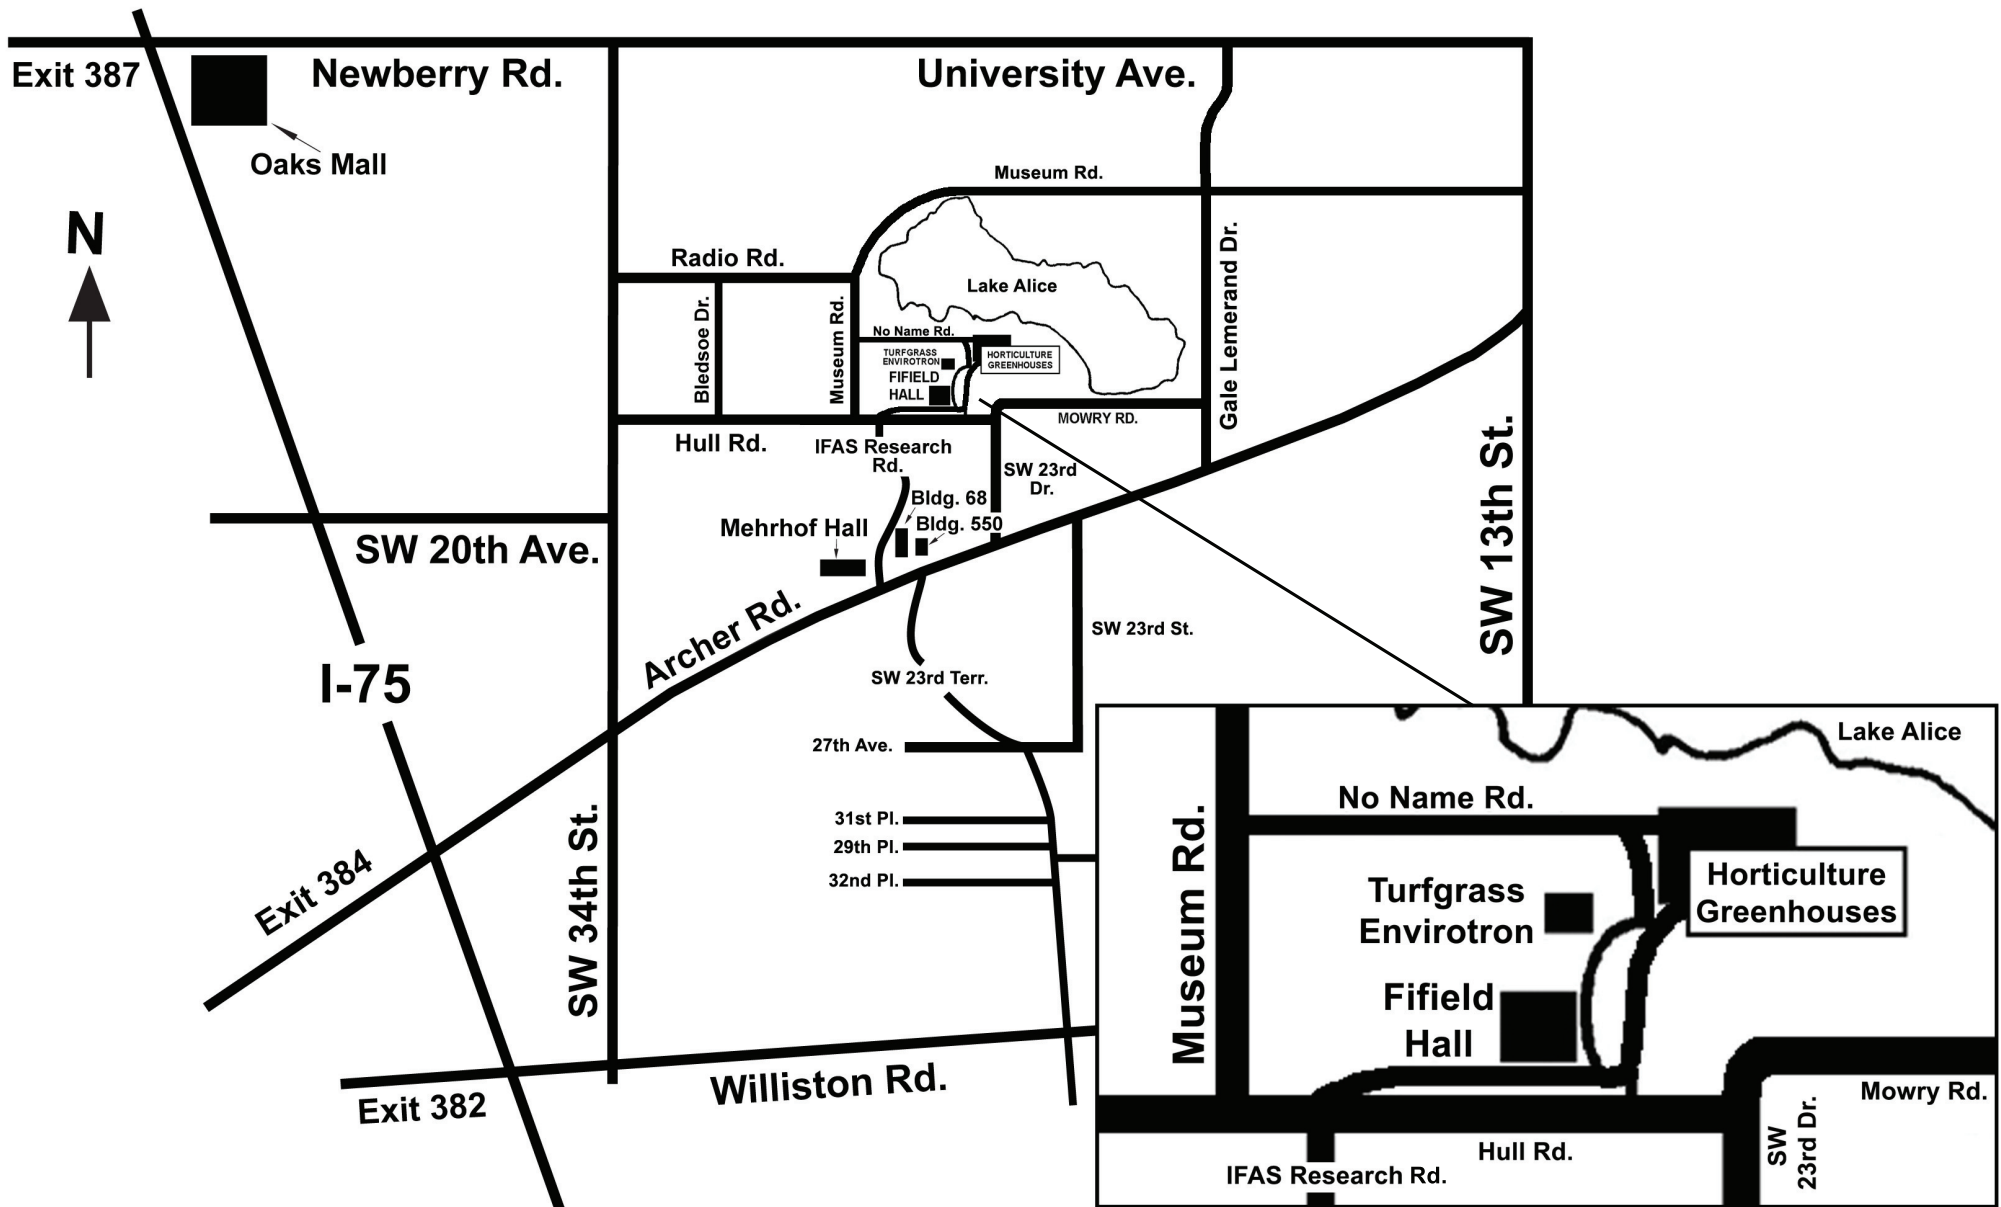 Exit 387
Newberry Rd.
University Ave.
Oaks Mall
N
Museum Rd.
Radio Rd.
Gale Lemerand Dr.
Lake Alice
Bledsoe Dr.
Museum Rd.
No Name Rd.
TURFGRASS
ENVIROTRON
HORTICULTURE
GREENHOUSES
FIFIELD
HALL
MOWRY RD.
Hull Rd.
IFAS Research
Rd.
SW 23rd
Dr.
SW 13th St.
Bldg. 68
Bldg. 550
Mehrhof Hall
SW 20th Ave.
Archer Rd.
SW 23rd St.
I-75
SW 23rd Terr.
27th Ave.
31st Pl.
29th Pl.
32nd Pl.
Exit 384
SW 34th St.
Williston Rd.
Exit 382
Lake Alice
No Name Rd.
Museum Rd.
Turfgrass
Envirotron
Horticulture
Greenhouses
Fifield
Hall
Mowry Rd.
SW
23rd Dr.
Hull Rd.
IFAS Research Rd.